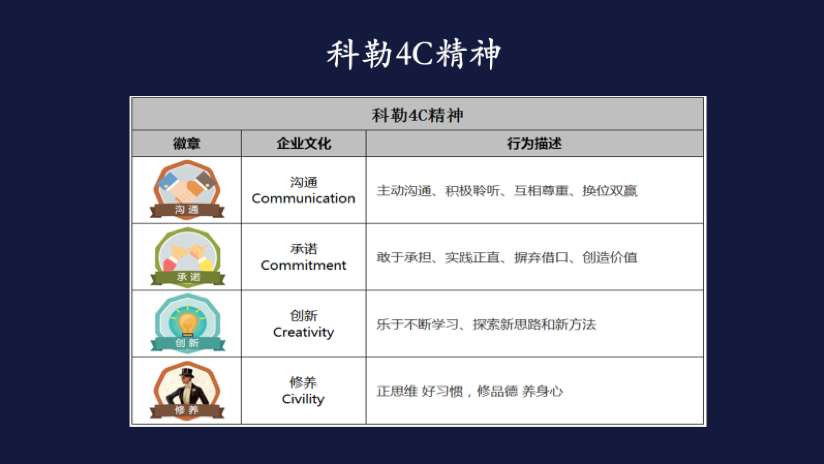 科勒4C精神
科勒4C精神
徽章 企业文化 行为描述
沟通
沟通
Communication
主动沟通、积极聆听、互相尊重、换位双赢
承诺
承诺
Commitment
敢于承担、实践正直、摒弃借口、创造价值
创新
创新
Creativity
乐于不断学习、探索新思路和新方法
修养
修养
Civility
正思维 好习惯，修品德 养身心